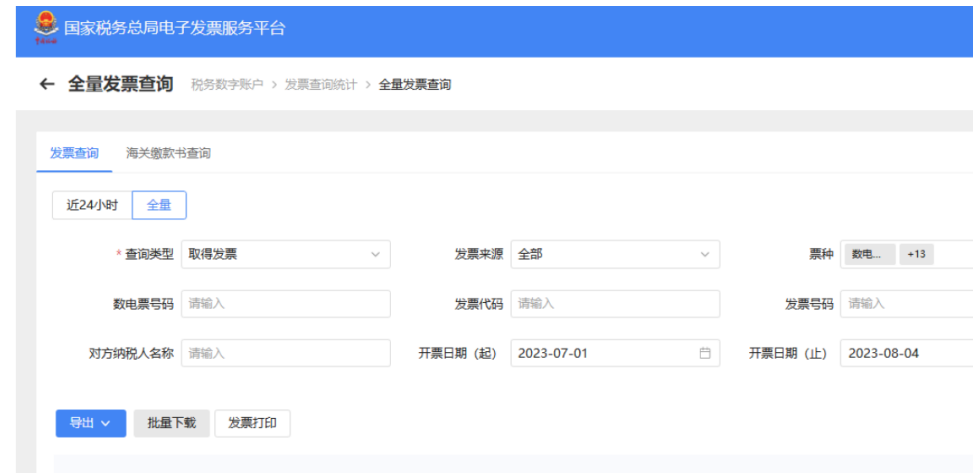 国家税务总局电子发票服务平台
全量发票查询 税务数字账户 > 发票查询统计 > 全量发票查询
发票查询 海关缴款书查询
近24小时 全量
* 查询类型 取得发票 发票来源 全部 票种 数电... +13
数电票号码 请输入 发票代码 请输入 发票号码 请输入
对方纳税人名称 请输入 开票日期（起） 2023-07-01 开票日期（止） 2023-08-04
导出 批量下载 发票打印